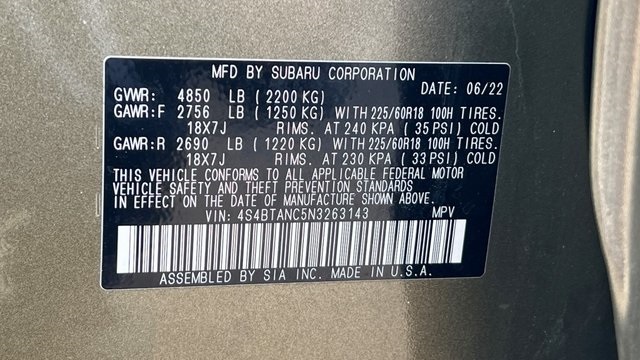 MFD BY SUBARU CORPORATION
GVWR: 4850 LB ( 2200 KG) DATE: 06/22
GAWR:F 2756 LB ( 1250 KG) WITH 225/60R18 100H TIRES.
18X7J RIMS. AT 240 KPA ( 35 PSI) COLD
GAWR:R 2690 LB ( 1220 KG) WITH 225/60R18 100H TIRES.
18X7J RIMS. AT 230 KPA ( 33 PSI) COLD
THIS VEHICLE CONFORMS TO ALL APPLICABLE FEDERAL MOTOR
VEHICLE SAFETY AND THEFT PREVENTION STANDARDS
IN EFFECT ON THE DATE OF MANUFACTURE SHOWN ABOVE.
VIN: 4S4BTANC5N3263143 MPV
ASSEMBLED BY SIA INC. MADE IN U.S.A.